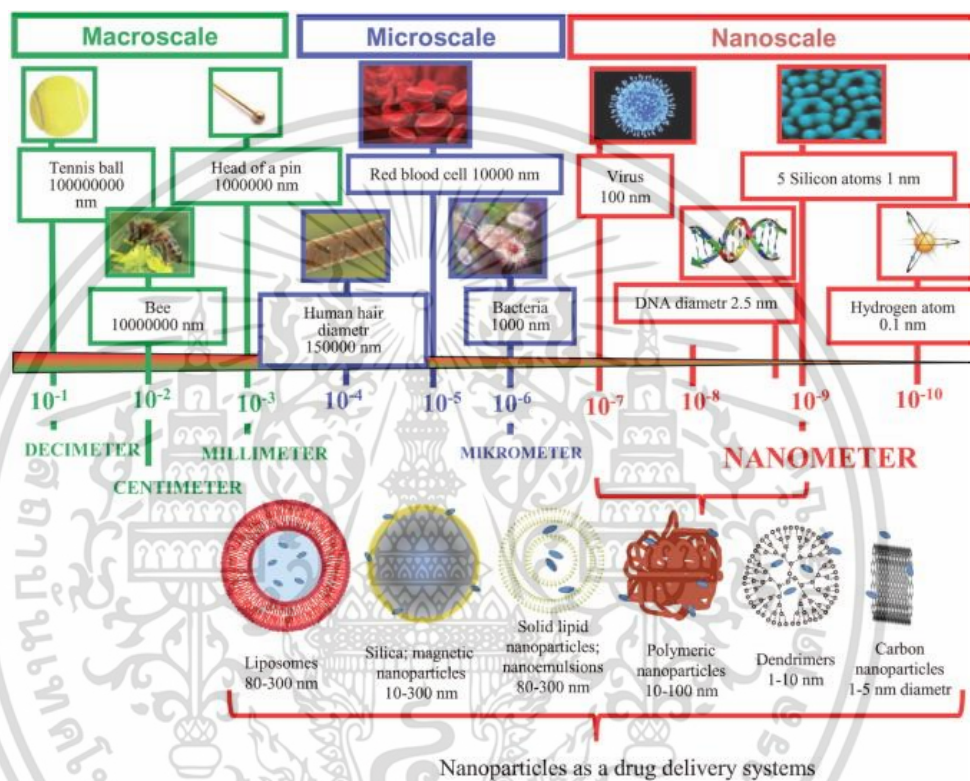 Macroscale
Microscale
Nanoscale
Tennis ball
100000000
nm
Head of a pin
1000000 nm
Red blood cell 10000 nm
Virus
100 nm
5 Silicon atoms 1 nm
Bee
10000000 nm
Human hair
diametr
150000 nm
Bacteria
1000 nm
DNA diametr 2.5 nm
Hydrogen atom
0.1 nm
10-1
10-2
10-3
10-4
10-5
10-6
10-7
10-8
10-9
10-10
DECIMETER
CENTIMETER
MILLIMETER
MIKROMETER
NANOMETER
Liposomes
80-300 nm
Silica; magnetic
nanoparticles
10-300 nm
Solid lipid
nanoparticles;
nanoemulsions
80-300 nm
Polymeric
nanoparticles
10-100 nm
Dendrimers
1-10 nm
Carbon
nanoparticles
1-5 nm diametr
Nanoparticles as a drug delivery systems